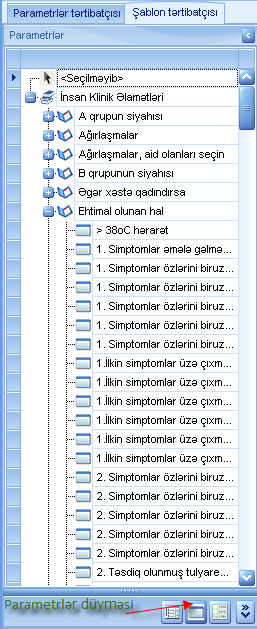 Parametrlər tərtibatçısı
Şablon tərtibatçısı
Parametrlər
<Seçilməyib>
İnsan Klinik Əlamətləri
A qrupun siyahısı
Ağırlaşmalar
Ağırlaşmalar, aid olanları seçin
B qrupunun siyahısı
Əgər xəstə qadındırsa
Ehtimal olunan hal
> 38oC hərarət
1. Simptomlar əmələ gəlmə...
1. Simptomlar özlərini biruz...
1. Simptomlar özlərini biruz...
1. Simptomlar özlərini biruz...
1. Simptomlar özlərini biruz...
1. Simptomlar özlərini biruz...
1.İlkin simptomlar üzə çıxm...
1.İlkin simptomlar üzə çıxm...
1.İlkin simptomlar üzə çıxm...
1.İlkin simptomlar üzə çıxm...
1.İlkin simptomlar üzə çıxm...
1.İlkin simptomlar üzə çıxm...
2. Simptomlar özlərini biruz...
2. Simptomlar özlərini biruz...
2. Simptomlar özlərini biruz...
2. Simptomlar özlərini biruz...
2. Simptomlar özlərini biruz...
2. Təsdiq olunmuş tulyare...
Parametrlər düyməsi